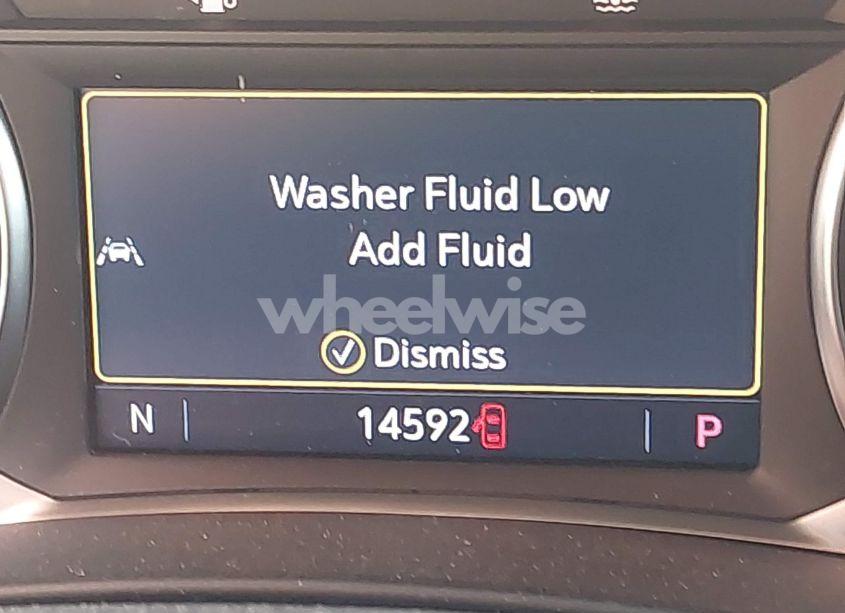 Washer Fluid Low
Add Fluid
wheelwise
Dismiss
N 14592 P